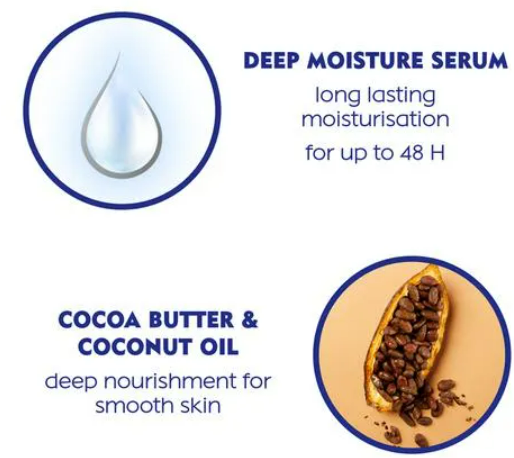 DEEP MOISTURE SERUM
long lasting
moisturisation
for up to 48 H
COCOA BUTTER &
COCONUT OIL
deep nourishment for
smooth skin